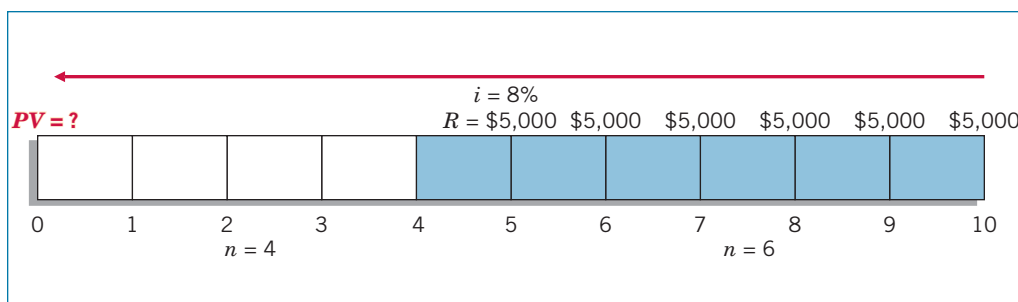 i = 8%
PV = ?
R = $5,000 $5,000 $5,000 $5,000 $5,000 $5,000
0 1 2 3 4 5 6 7 8 9 10
n = 4 n = 6